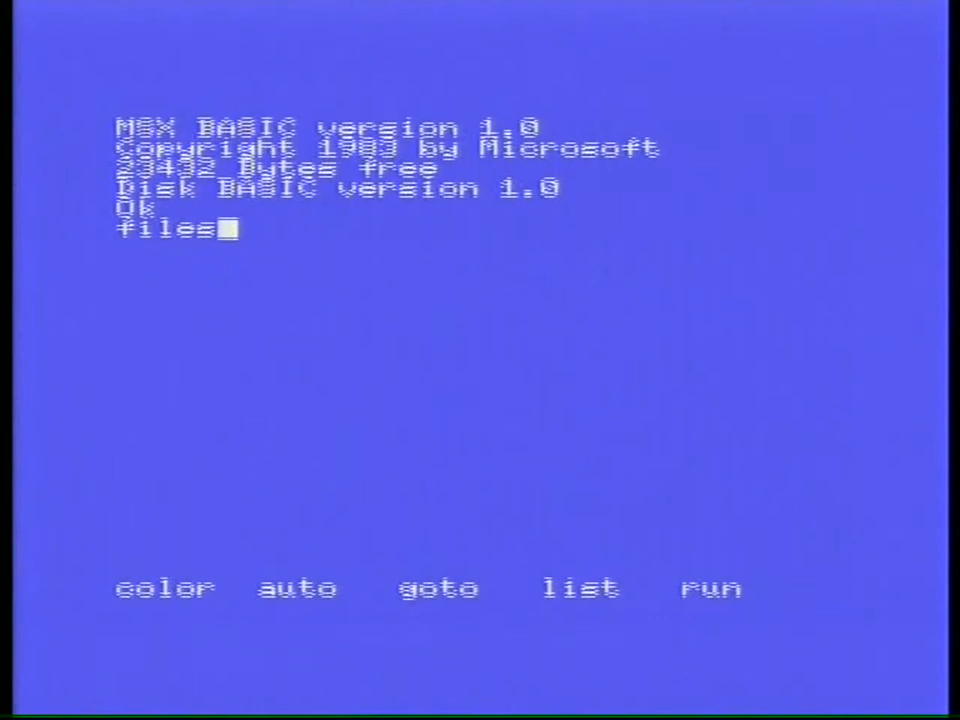 MSX BASIC version 1.0
Copyright 1983 by Microsoft
23432 Bytes free
Disk BASIC version 1.0
Ok
files
color auto goto list run